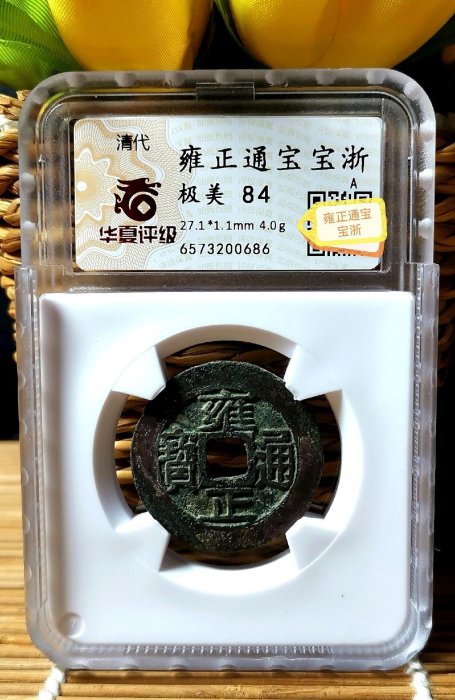 清代
华夏评级
雍正通宝宝浙
极美 84
A
27.1*1.1mm 4.0g
6573200686
雍正通宝
宝浙
雍正通寳